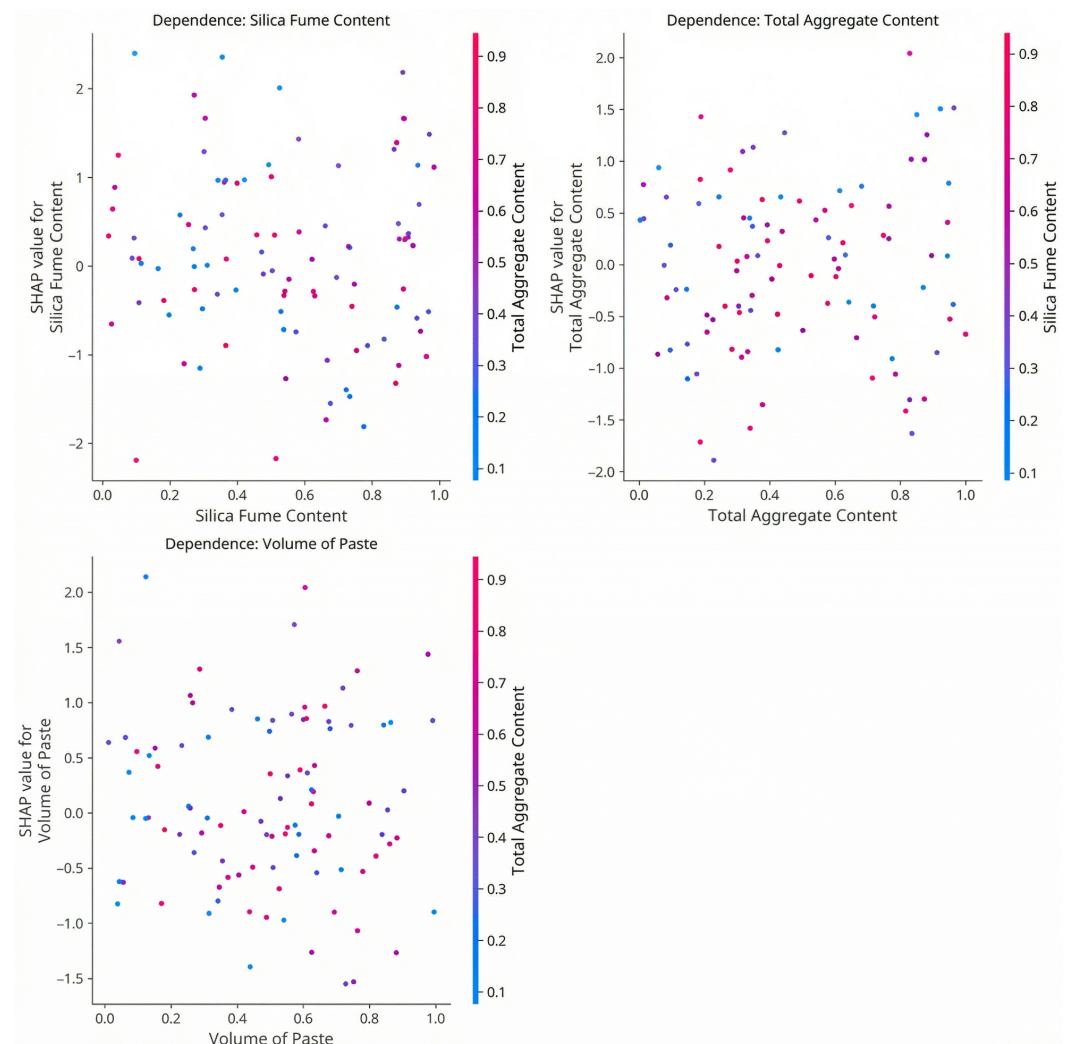 Dependence: Silica Fume Content
SHAP value for
Silica Fume Content
2
1
0
−1
−2
0.0 0.2 0.4 0.6 0.8 1.0
Silica Fume Content
0.9
0.8
0.7
0.6
0.5
0.4
0.3
0.2
0.1
Total Aggregate Content
Dependence: Total Aggregate Content
SHAP value for
Total Aggregate Content
2.0
1.5
1.0
0.5
0.0
−0.5
−1.0
−1.5
−2.0
0.0 0.2 0.4 0.6 0.8 1.0
Total Aggregate Content
0.9
0.8
0.7
0.6
0.5
0.4
0.3
0.2
0.1
Silica Fume Content
Dependence: Volume of Paste
SHAP value for
Volume of Paste
2.0
1.5
1.0
0.5
0.0
−0.5
−1.0
−1.5
0.0 0.2 0.4 0.6 0.8 1.0
Volume of Paste
0.9
0.8
0.7
0.6
0.5
0.4
0.3
0.2
0.1
Total Aggregate Content